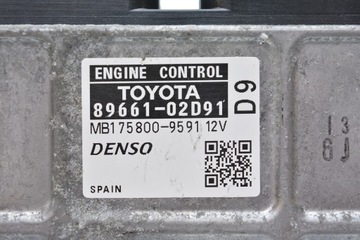 ENGINE CONTROL
TOYOTA
89661-02D91
D9
MB175800-9591 12V
DENSO
SPAIN
13
6J